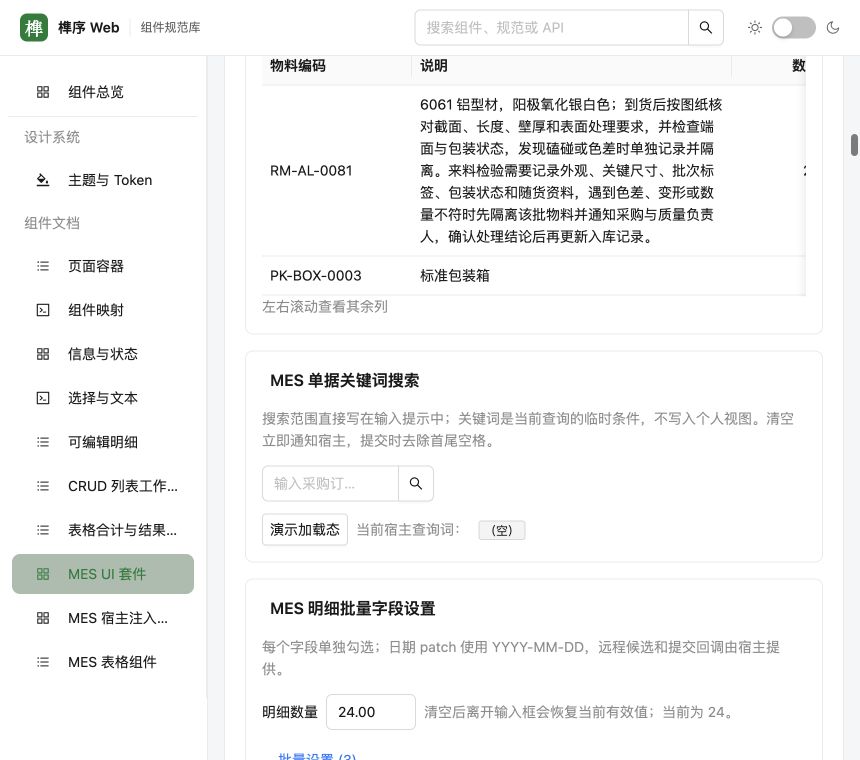 榫
榫序 Web
组件规范库
搜索组件、规范或 API
组件总览
设计系统
主题与 Token
组件文档
页面容器
组件映射
信息与状态
选择与文本
可编辑明细
CRUD 列表工作...
表格合计与结果...
MES UI 套件
MES 宿主注入...
MES 表格组件
物料编码 说明 数
RM-AL-0081
6061 铝型材，阳极氧化银白色；到货后按图纸核
对截面、长度、壁厚和表面处理要求，并检查端
面与包装状态，发现磕碰或色差时单独记录并隔
离。来料检验需要记录外观、关键尺寸、批次标
签、包装状态和随货资料，遇到色差、变形或数
量不符时先隔离该批物料并通知采购与质量负责
人，确认处理结论后再更新入库记录。
PK-BOX-0003 标准包装箱
左右滚动查看其余列
MES 单据关键词搜索
搜索范围直接写在输入提示中；关键词是当前查询的临时条件，不写入个人视图。清空
立即通知宿主，提交时去除首尾空格。
输入采购订...
演示加载态 当前宿主查询词： (空)
MES 明细批量字段设置
每个字段单独勾选；日期 patch 使用 YYYY-MM-DD，远程候选和提交回调由宿主提
供。
明细数量 24.00 清空后离开输入框会恢复当前有效值；当前为 24。
批量设置 (3)